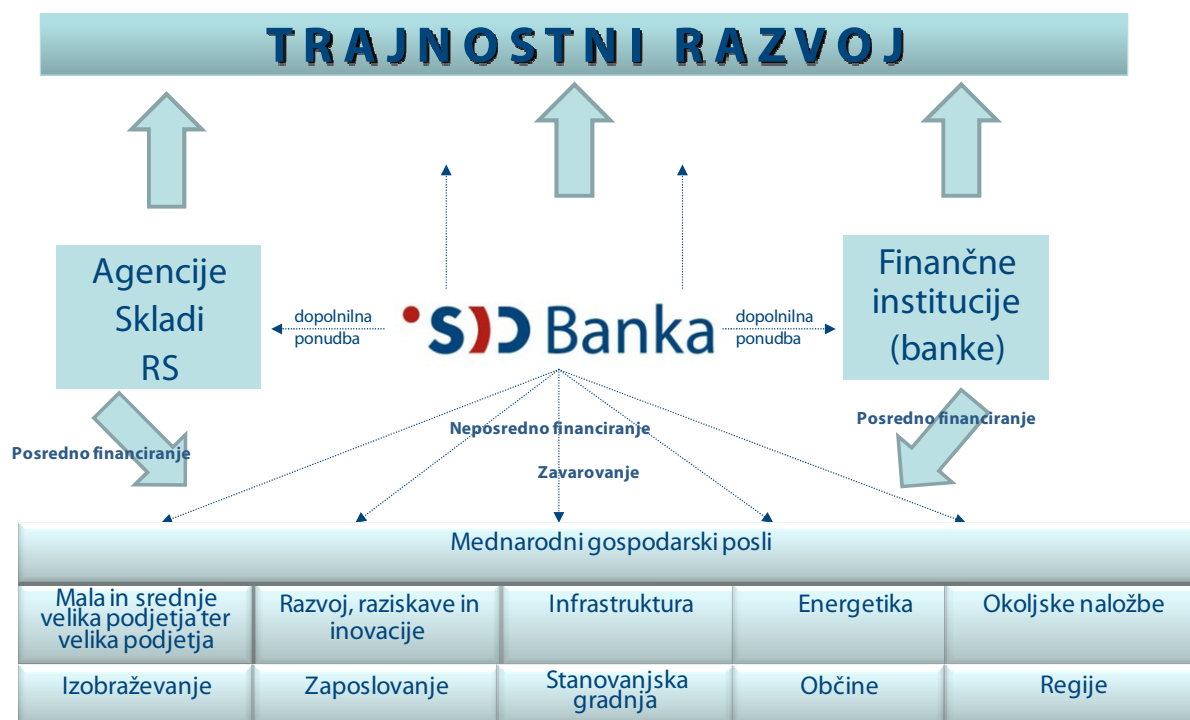 TRAJNOSTNI RAZVOJ
Agencije
Skladi
RS
dopolnilna
ponudba
SID Banka
dopolnilna
ponudba
Finančne
institucije
(banke)
Posredno financiranje
Neposredno financiranje
Zavarovanje
Posredno financiranje
Mednarodni gospodarski posli
Mala in srednje
velika podjetja ter
velika podjetja
Razvoj, raziskave in
inovacije
Infrastruktura
Energetika
Okoljske naložbe
Izobraževanje
Zaposlovanje
Stanovanjska
gradnja
Občine
Regije